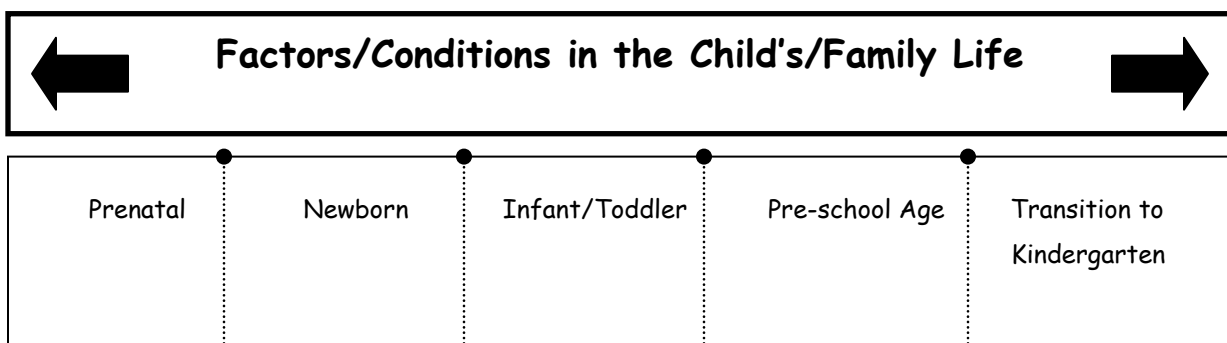 Factors/Conditions in the Child's/Family Life
Prenatal
Newborn
Infant/Toddler
Pre-school Age
Transition to
Kindergarten